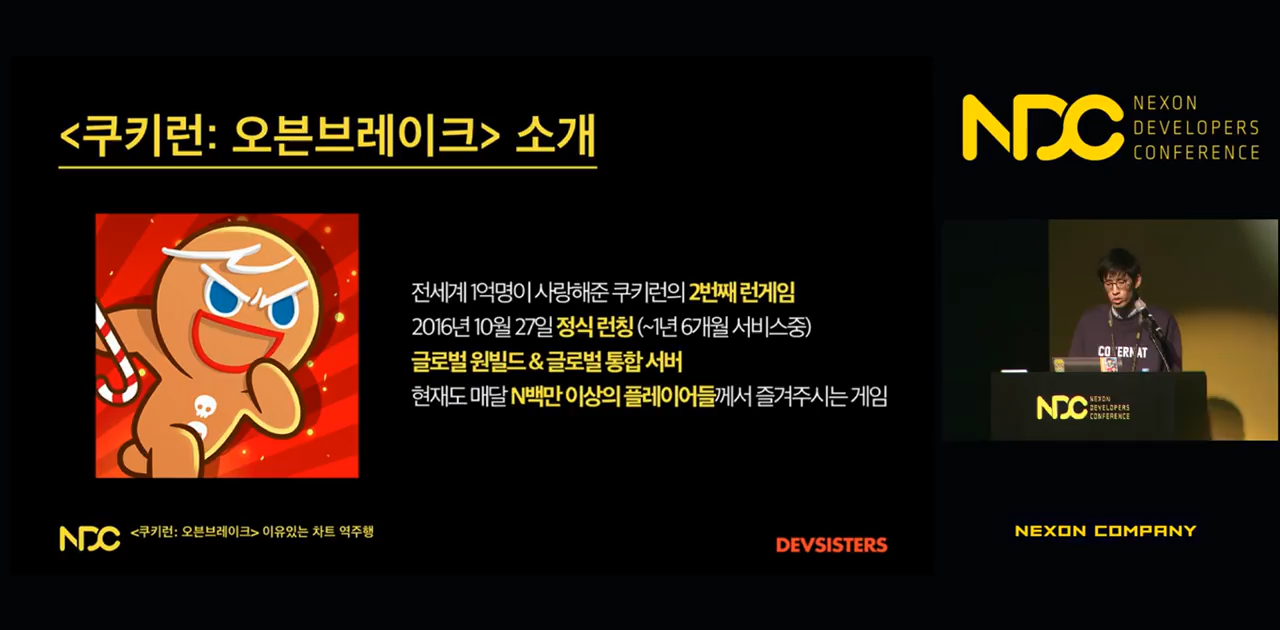 <쿠키런: 오븐브레이크> 소개
전세계 1억명이 사랑해준 쿠키런의 2번째 런게임
2016년 10월 27일 정식 런칭 (~1년 6개월 서비스중)
글로벌 원빌드 & 글로벌 통합 서버
현재도 매달 N백만 이상의 플레이어들께서 즐겨주시는 게임
NDC <쿠키런: 오븐브레이크> 이유있는 차트 역주행
DEVSISTERS
NDC
NEXON
DEVELOPERS
CONFERENCE
NDC
NEXON
DEVELOPERS
CONFERENCE
NEXON COMPANY